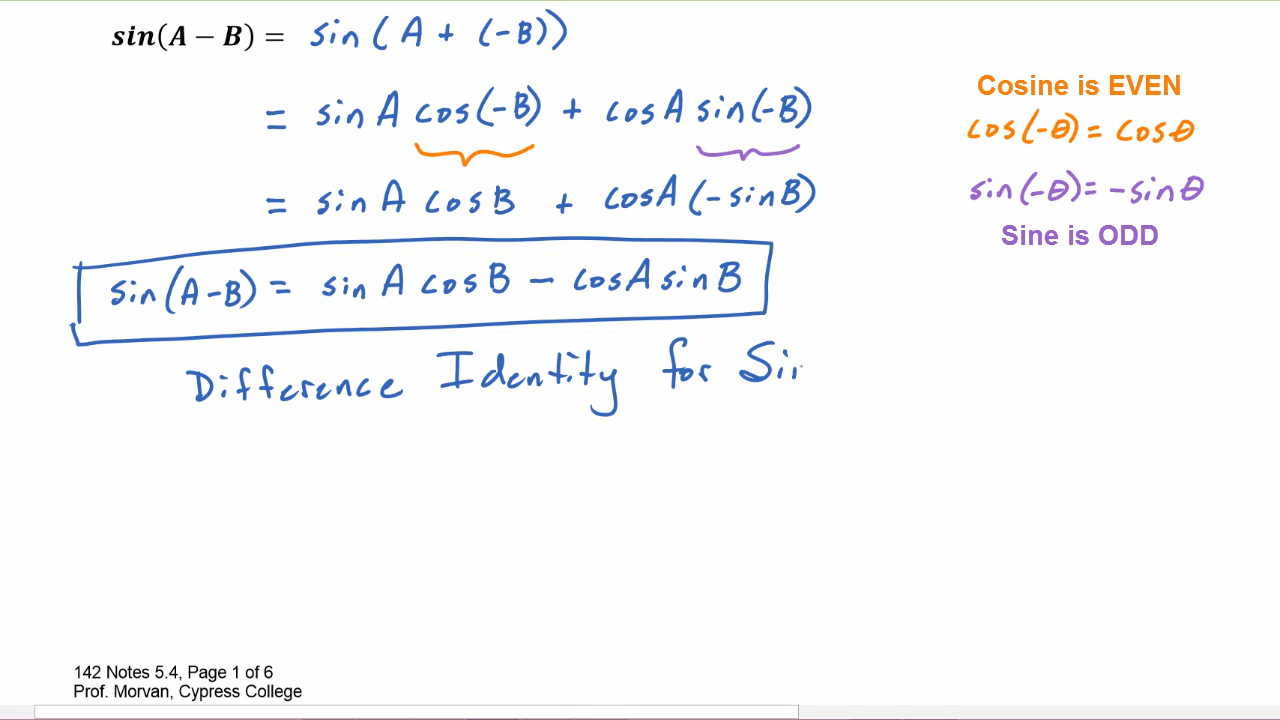 sin(A − B) = sin(A + (-B))
= sin A cos(-B) + cos A sin(-B)
= sin A cos B + cos A (-sin B)
sin(A - B) = sin A cos B - cos A sin B
Difference Identity for Sin
Cosine is EVEN
cos(-θ) = cosθ
sin(-θ) = -sinθ
Sine is ODD
142 Notes 5.4, Page 1 of 6
Prof. Morvan, Cypress College